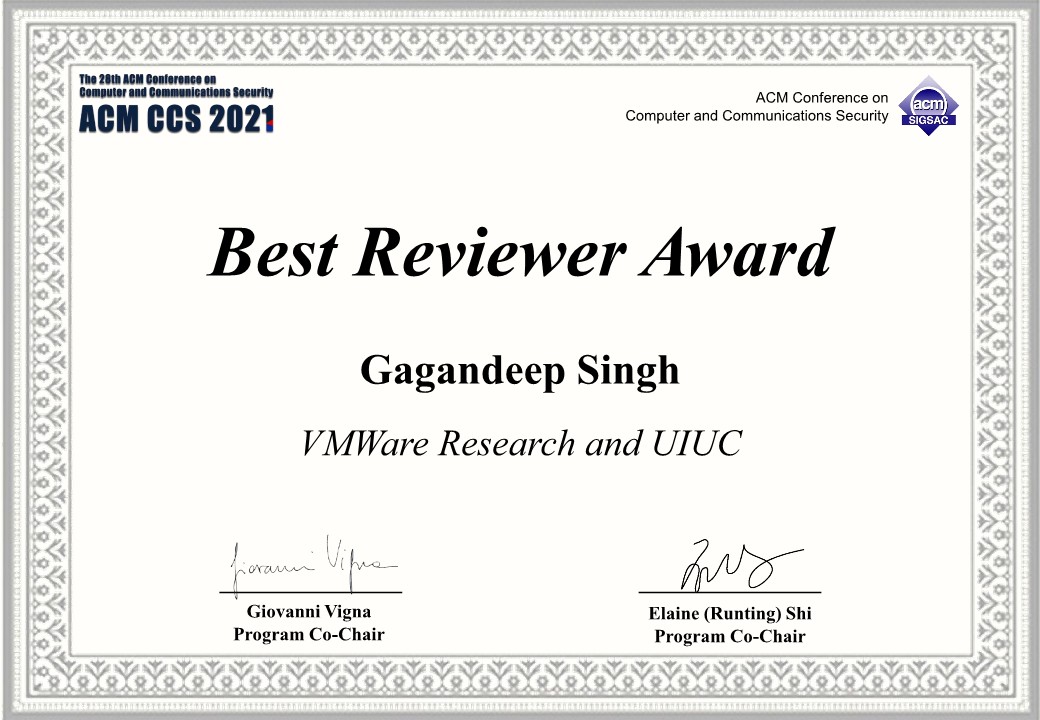 The 28th ACM Conference on
Computer and Communications Security
ACM CCS 2021
ACM Conference on
Computer and Communications Security
acm
SIGSAC
Best Reviewer Award
Gagandeep Singh
VMWare Research and UIUC
Giovanni Vigna
Giovanni Vigna
Program Co-Chair
Elaine (Runting) Shi
Program Co-Chair